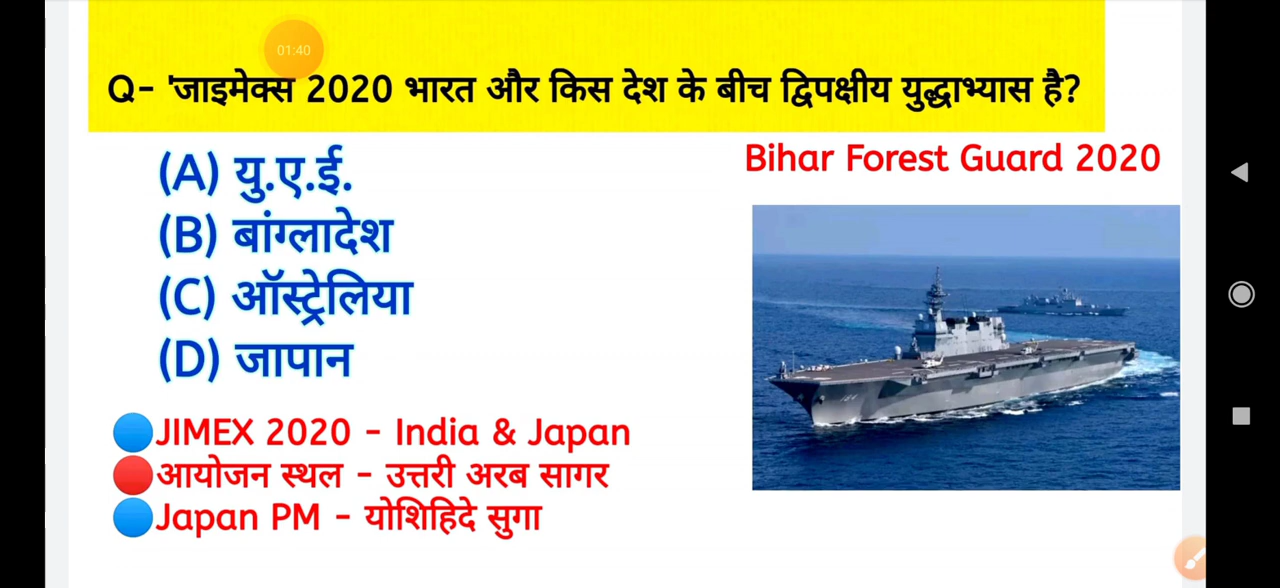 01:40
Q- 'जाइमेक्स 2020 भारत और किस देश के बीच द्विपक्षीय युद्धाभ्यास है?
Bihar Forest Guard 2020
(A) यु.ए.ई.
(B) बांग्लादेश
(C) ऑस्ट्रेलिया
(D) जापान
JIMEX 2020 - India & Japan
आयोजन स्थल - उत्तरी अरब सागर
Japan PM - योशिहिदे सुगा
184